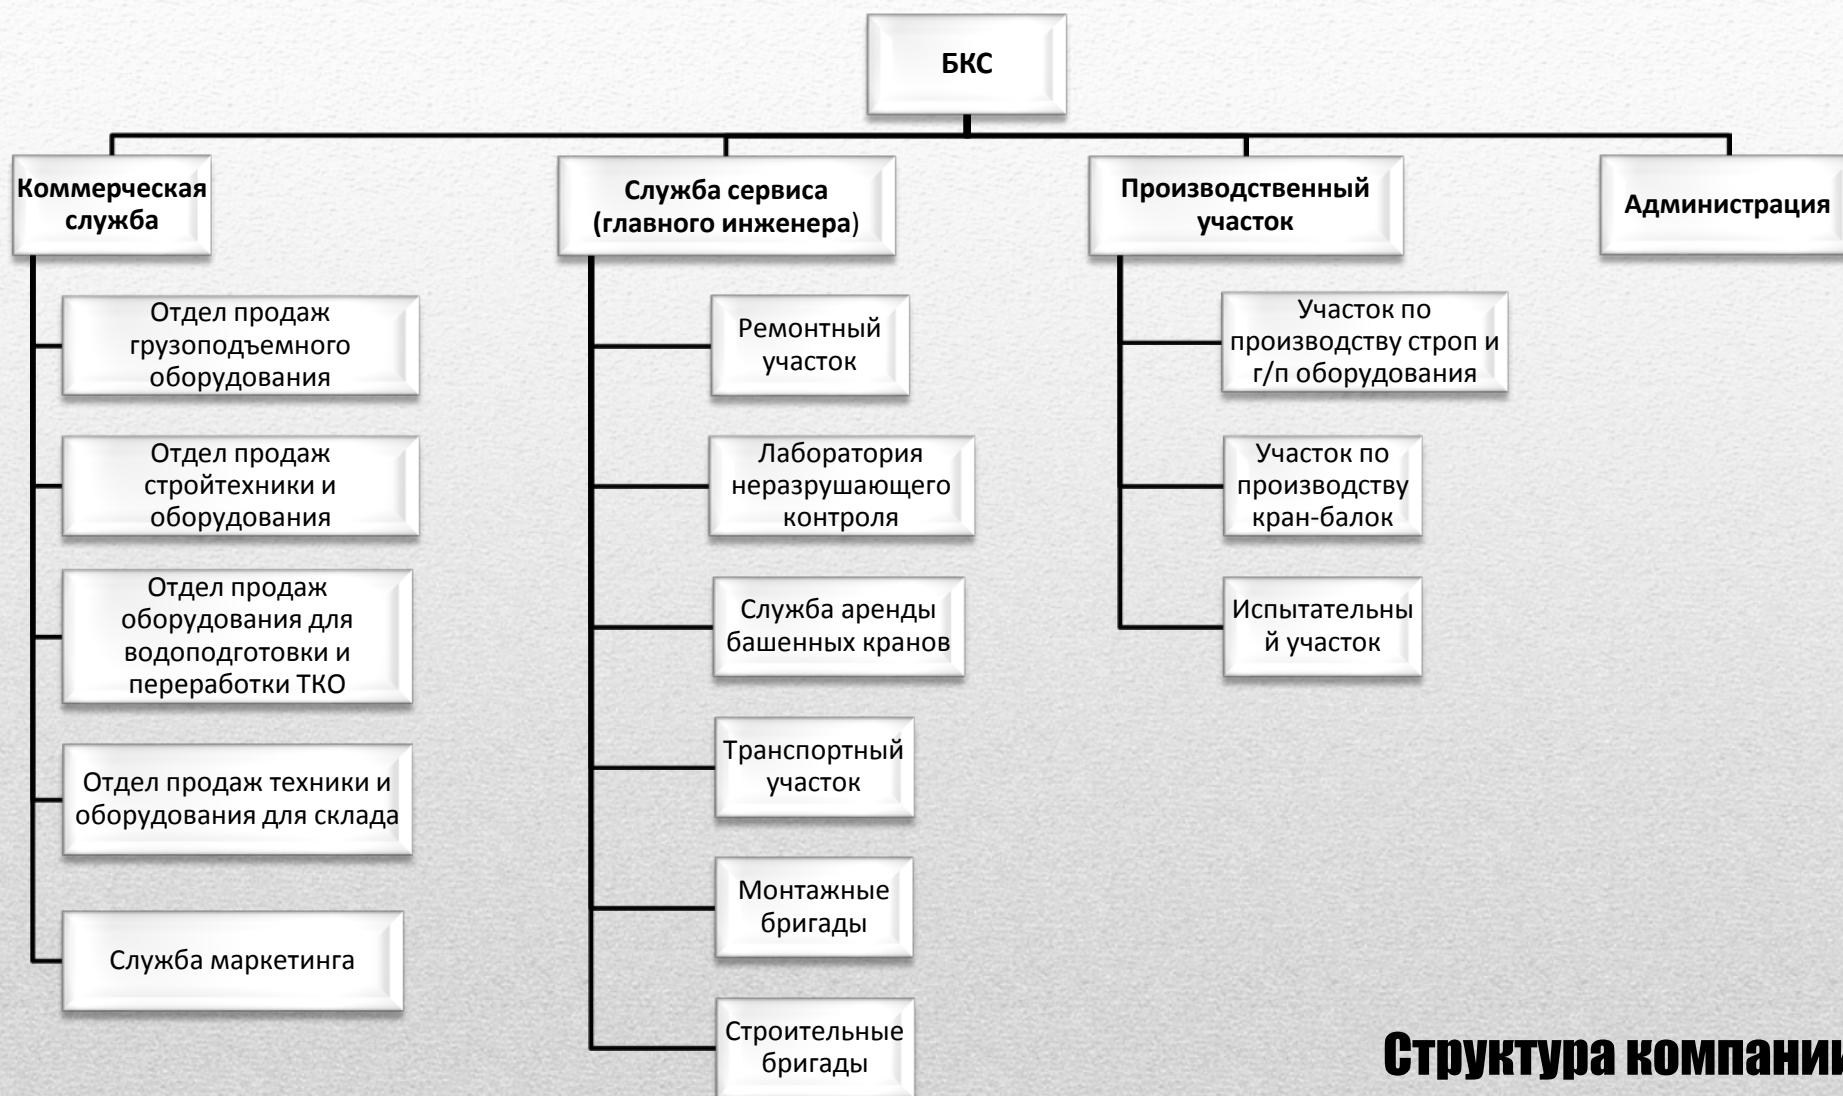 БКС
Коммерческая
служба
Отдел продаж
грузоподъемного
оборудования
Отдел продаж
стройтехники и
оборудования
Отдел продаж
оборудования для
водоподготовки и
переработки ТКО
Отдел продаж техники и
оборудования для склада
Служба маркетинга
Служба сервиса
(главного инженера)
Ремонтный
участок
Лаборатория
неразрушающего
контроля
Служба аренды
башенных кранов
Транспортный
участок
Монтажные
бригады
Строительные
бригады
Производственный
участок
Участок по
производству строп и
г/п оборудования
Участок по
производству
кран-балок
Испытательны
й участок
Администрация
Структура компании